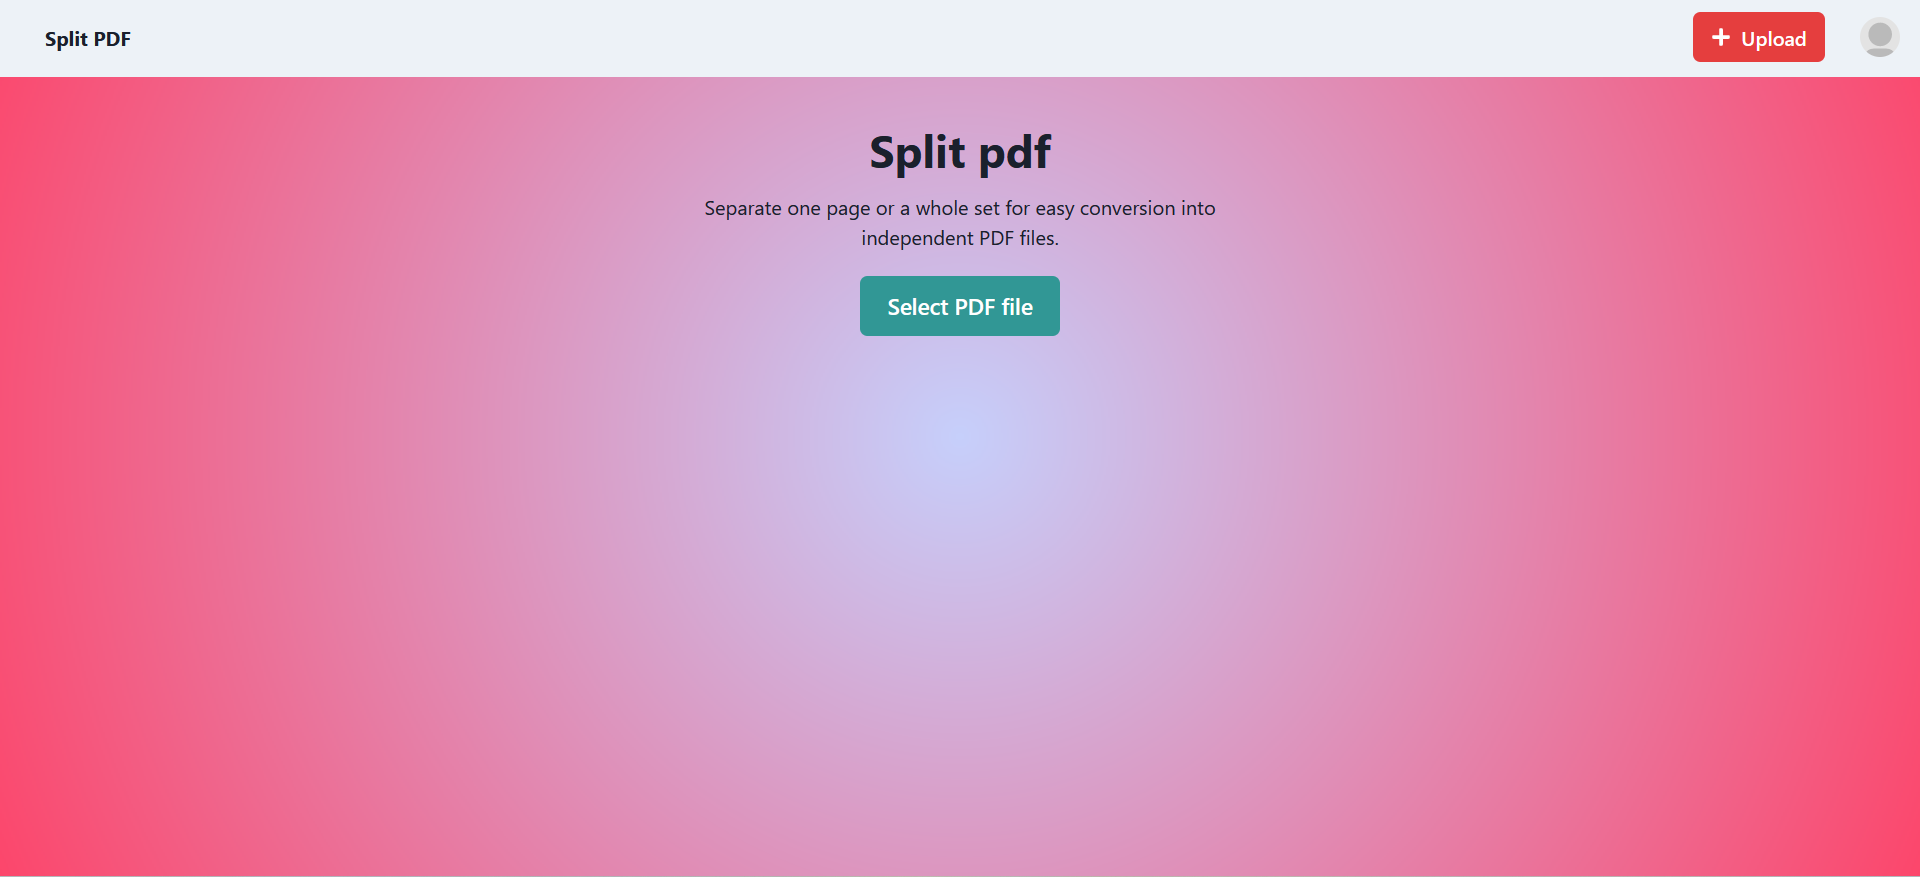 Split PDF
Upload
Split pdf
Separate one page or a whole set for easy conversion into
independent PDF files.
Select PDF file